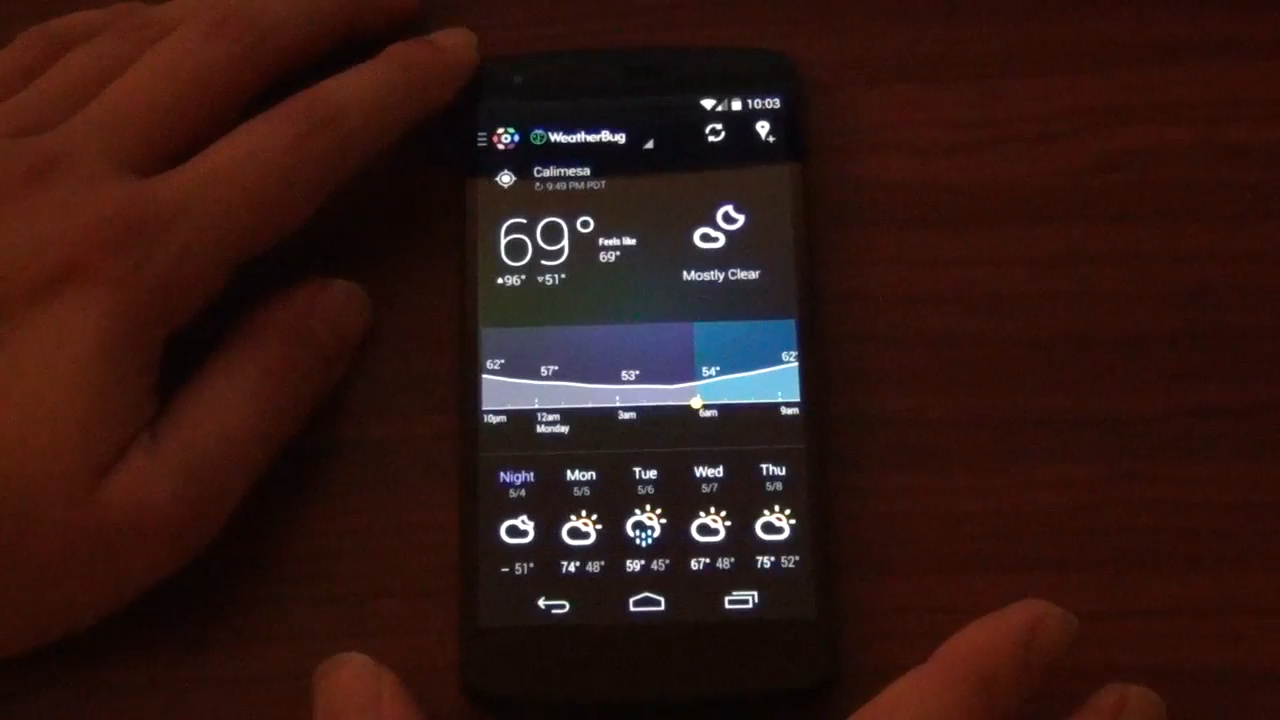 10:03
WeatherBug
Calimesa
9:49 PM PDT
69°
Feels like
69°
96° 51°
Mostly Clear
62° 57° 53° 54° 62°
10pm 12am 3am 6am 9am
Monday
Night Mon Tue Wed Thu
5/4 5/5 5/6 5/7 5/8
– 51° 74° 48° 59° 45° 67° 48° 75° 52°